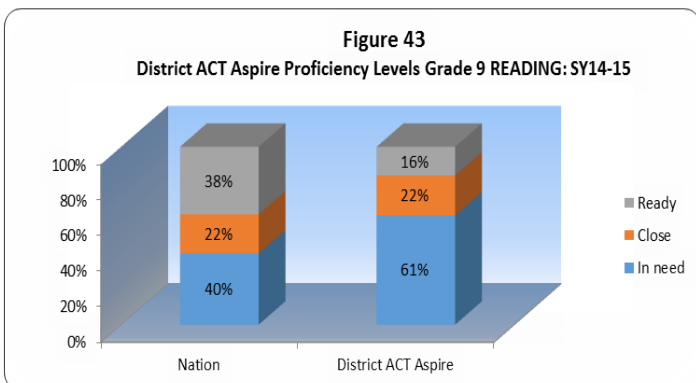 Figure 43
District ACT Aspire Proficiency Levels Grade 9 READING: SY14-15
100%
80%
60%
40%
20%
0%
38%
22%
40%
16%
22%
61%
Nation
District ACT Aspire
Ready
Close
In need